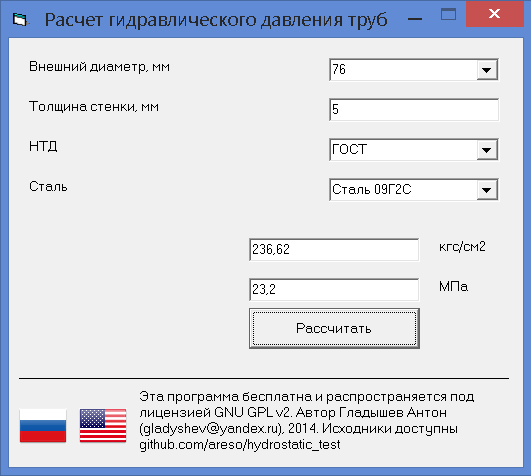 Расчет гидравлического давления труб
Внешний диаметр, мм 76
Толщина стенки, мм 5
НТД ГОСТ
Сталь Сталь 09Г2С
236,62 кгс/см2
23,2 МПа
Рассчитать
Эта программа бесплатна и распространяется под
лицензией GNU GPL v2. Автор Гладышев Антон
(gladyshev@yandex.ru), 2014. Исходники доступны
github.com/areso/hydrostatic_test